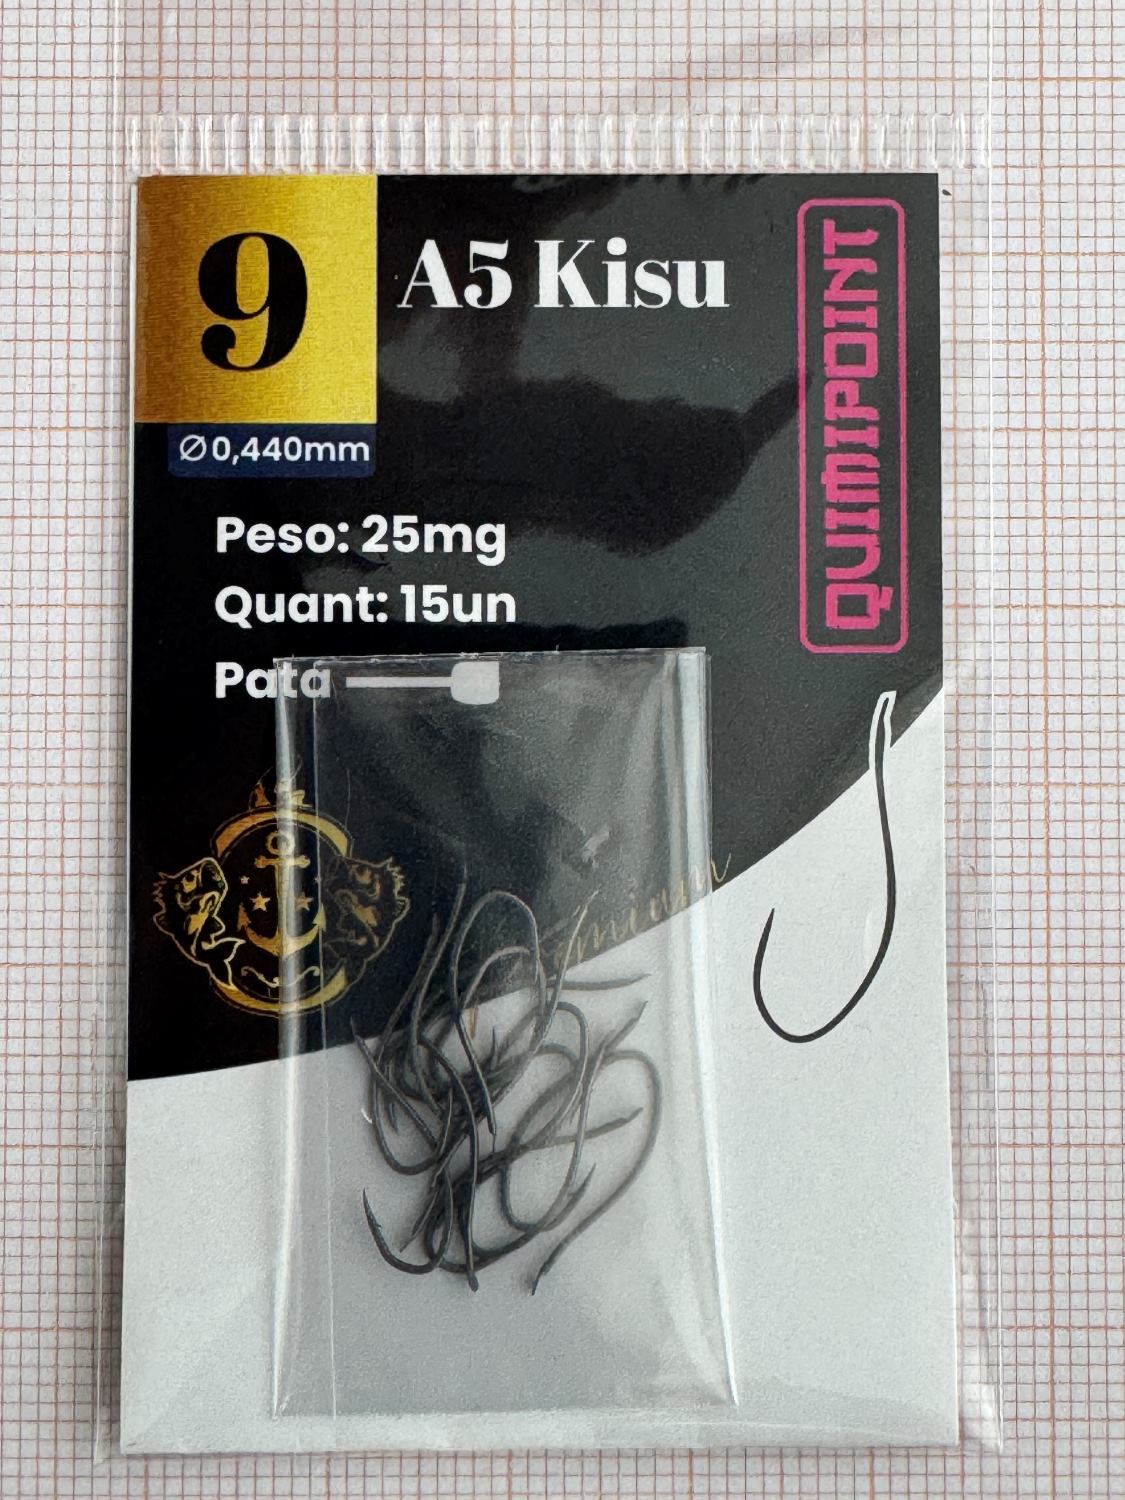 9
A5 Kisu
QUIMIPOINT
Ø 0,440mm
Peso: 25mg
Quant: 15un
Pata